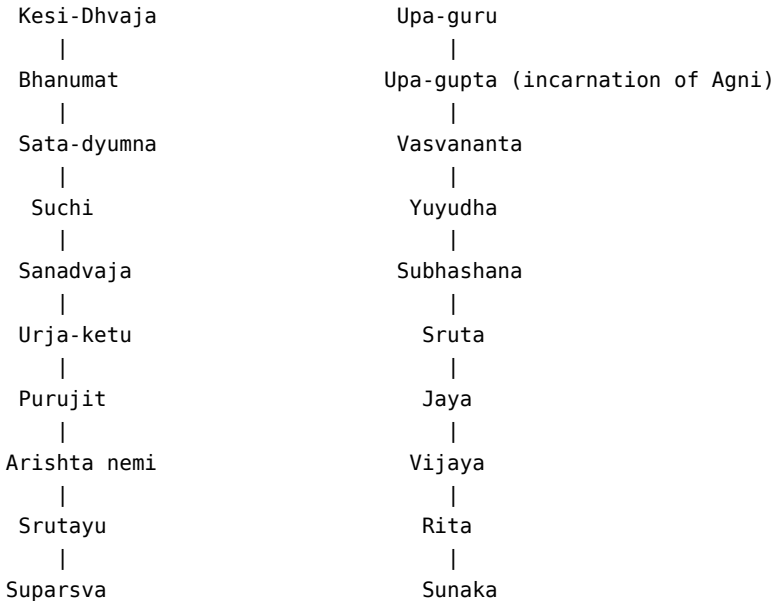 Kesi-Dhvaja Upa-guru
| |
Bhanumat Upa-gupta (incarnation of Agni)
| |
Sata-dyumna Vasvananta
| |
Suchi Yuyudha
| |
Sanadvaja Subhashana
| |
Urja-ketu Sruta
| |
Purujit Jaya
| |
Arishta nemi Vijaya
| |
Srutayu Rita
| |
Suparsva Sunaka